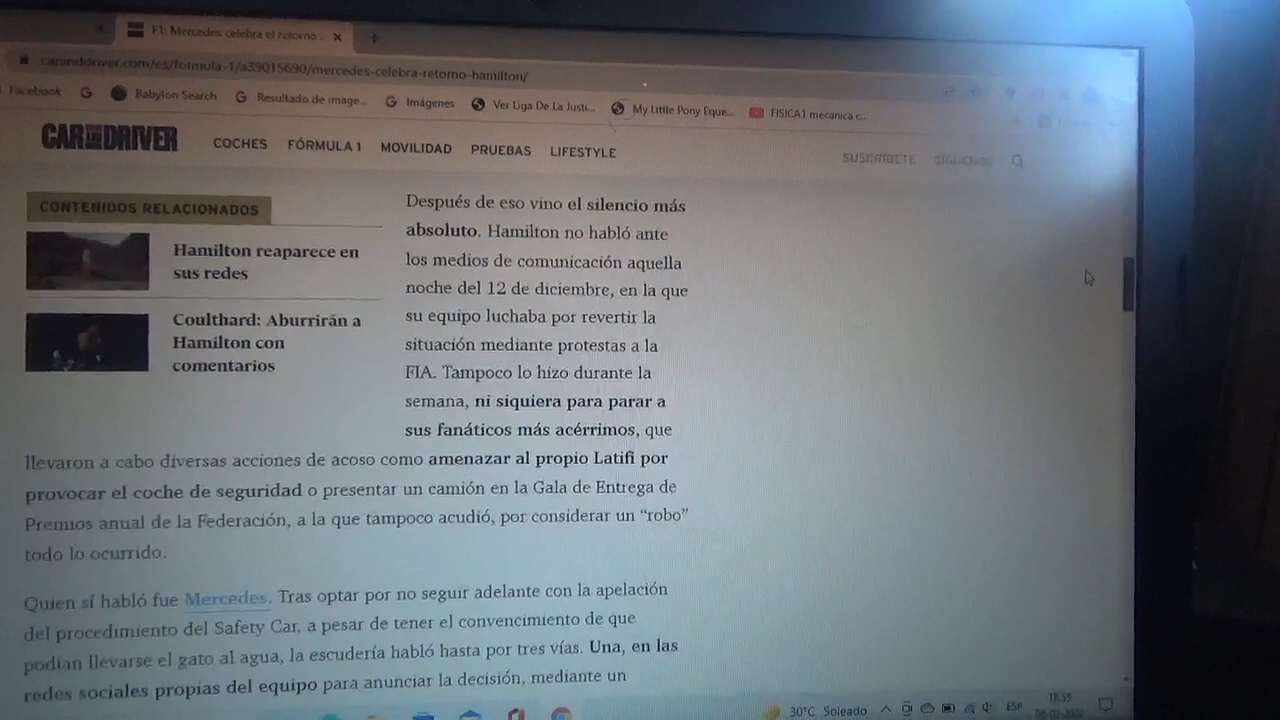 F1: Mercedes celebra el retorno
caranddriver.com/es/formula-1/a39015690/mercedes-celebra-retorno-hamilton/
Facebook
Babylon Search
Resultado de image...
Imágenes
Ver Liga De La Justi...
My Little Pony Eque...
FISICA1 mecanica c...
CAR AND DRIVER
COCHES FÓRMULA 1 MOVILIDAD PRUEBAS LIFESTYLE
SUSCRÍBETE SÍGUENOS
CONTENIDOS RELACIONADOS
Hamilton reaparece en
sus redes
Coulthard: Aburrirán a
Hamilton con
comentarios
Después de eso vino el silencio más
absoluto. Hamilton no habló ante
los medios de comunicación aquella
noche del 12 de diciembre, en la que
su equipo luchaba por revertir la
situación mediante protestas a la
FIA. Tampoco lo hizo durante la
semana, ni siquiera para parar a
sus fanáticos más acérrimos, que
llevaron a cabo diversas acciones de acoso como amenazar al propio Latifi por
provocar el coche de seguridad o presentar un camión en la Gala de Entrega de
Premios anual de la Federación, a la que tampoco acudió, por considerar un “robo”
todo lo ocurrido.
Quien sí habló fue Mercedes. Tras optar por no seguir adelante con la apelación
del procedimiento del Safety Car, a pesar de tener el convencimiento de que
podían llevarse el gato al agua, la escudería habló hasta por tres vías. Una, en las
redes sociales propias del equipo para anunciar la decisión, mediante un
30°C Soleado
ESP
18:55